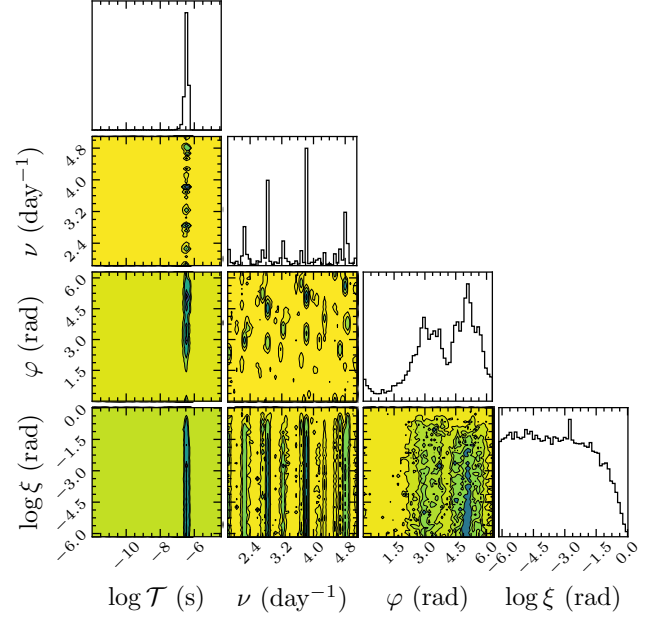 4.8
4.0
3.2
2.4
ν (day⁻¹)
6.0
4.5
3.0
1.5
φ (rad)
0.0
−1.5
−3.0
−4.5
−6.0
log ξ (rad)
−10 −8 −6
2.4 3.2 4.0 4.8
1.5 3.0 4.5 6.0
−6.0 −4.5 −3.0 −1.5 0.0
log 𝒯 (s) ν (day⁻¹) φ (rad) log ξ (rad)